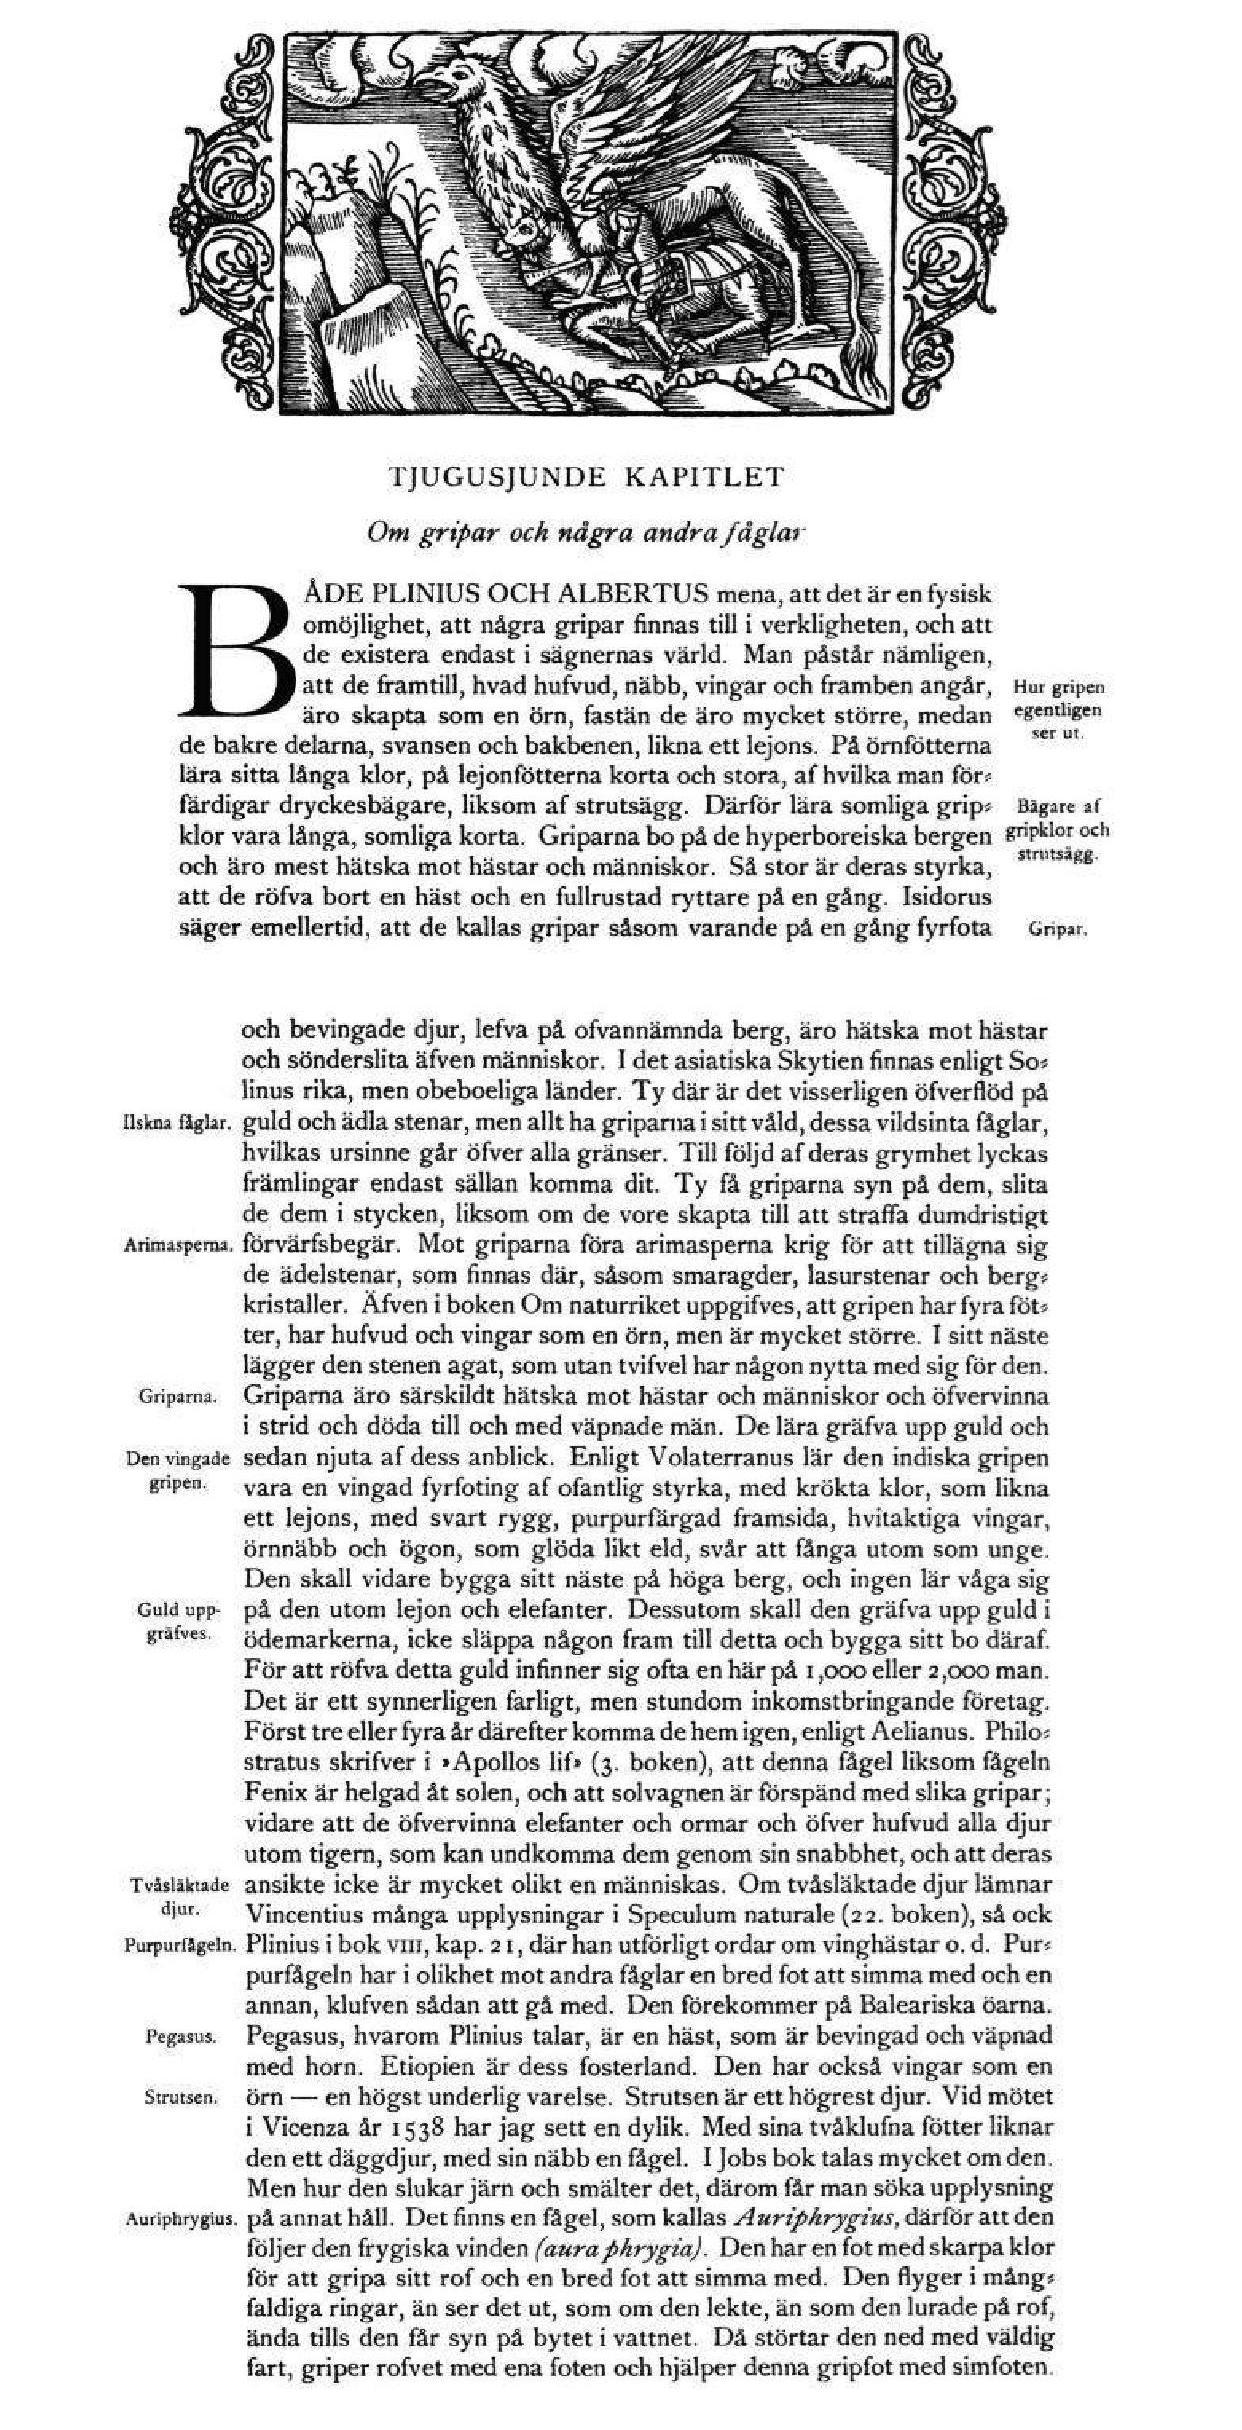 TJUGUSJUNDE KAPITLET
Om gripar och några andra fåglar
BÅDE PLINIUS OCH ALBERTUS mena, att det är en fysisk
omöjlighet, att några gripar finnas till i verkligheten, och att
de existera endast i sägnernas värld. Man påstår nämligen,
att de framtill, hvad hufvud, näbb, vingar och framben angår,
Hur gripen
äro skapta som en örn, fastän de äro mycket större, medan
egentligen
ser ut.
de bakre delarna, svansen och bakbenen, likna ett lejons. På örnfötterna
lära sitta långa klor, på lejonfötterna korta och stora, af hvilka man för⸗
färdigar dryckesbägare, liksom af strutsägg. Därför lära somliga grip⸗
Bägare af
klor vara långa, somliga korta. Griparna bo på de hyperboreiska bergen
gripklor och
strutsägg.
och äro mest hätska mot hästar och människor. Så stor är deras styrka,
att de röfva bort en häst och en fullrustad ryttare på en gång. Isidorus
säger emellertid, att de kallas gripar såsom varande på en gång fyrfota
Gripar.
och bevingade djur, lefva på ofvannämnda berg, äro hätska mot hästar
och sönderslita äfven människor. I det asiatiska Skytien finnas enligt So⸗
linus rika, men obeboeliga länder. Ty där är det visserligen öfverflöd på
Ilskna fåglar.
guld och ädla stenar, men allt ha griparna i sitt våld, dessa vildsinta fåglar,
hvilkas ursinne går öfver alla gränser. Till följd af deras grymhet lyckas
främlingar endast sällan komma dit. Ty få griparna syn på dem, slita
de dem i stycken, liksom om de vore skapta till att straffa dumdristigt
Arimasperna.
förvärfsbegär. Mot griparna föra arimasperna krig för att tillägna sig
de ädelstenar, som finnas där, såsom smaragder, lasurstenar och berg⸗
kristaller. Äfven i boken Om naturriket uppgifves, att gripen har fyra föt⸗
ter, har hufvud och vingar som en örn, men är mycket större. I sitt näste
lägger den stenen agat, som utan tvifvel har någon nytta med sig för den.
Griparna.
Griparna äro särskildt hätska mot hästar och människor och öfvervinna
i strid och döda till och med väpnade män. De lära gräfva upp guld och
Den vingade
gripen.
sedan njuta af dess anblick. Enligt Volaterranus lär den indiska gripen
vara en vingad fyrfoting af ofantlig styrka, med krökta klor, som likna
ett lejons, med svart rygg, purpurfärgad framsida, hvitaktiga vingar,
örnnäbb och ögon, som glöda likt eld, svår att fånga utom som unge.
Den skall vidare bygga sitt näste på höga berg, och ingen lär våga sig
Guld upp-
gräfves.
på den utom lejon och elefanter. Dessutom skall den gräfva upp guld i
ödemarkerna, icke släppa någon fram till detta och bygga sitt bo däraf.
För att röfva detta guld infinner sig ofta en här på 1,000 eller 2,000 man.
Det är ett synnerligen farligt, men stundom inkomstbringande företag.
Först tre eller fyra år därefter komma de hem igen, enligt Aelianus. Philo⸗
stratus skrifver i »Apollos lif» (3. boken), att denna fågel liksom fågeln
Fenix är helgad åt solen, och att solvagnen är förspänd med slika gripar;
vidare att de öfvervinna elefanter och ormar och öfver hufvud alla djur
utom tigern, som kan undkomma dem genom sin snabbhet, och att deras
Tvåsläktade
djur.
ansikte icke är mycket olikt en människas. Om tvåsläktade djur lämnar
Vincentius många upplysningar i Speculum naturale (22. boken), så ock
Purpurfågeln.
Plinius i bok VIII, kap. 21, där han utförligt ordar om vinghästar o. d. Pur⸗
purfågeln har i olikhet mot andra fåglar en bred fot att simma med och en
annan, klufven sådan att gå med. Den förekommer på Baleariska öarna.
Pegasus.
Pegasus, hvarom Plinius talar, är en häst, som är bevingad och väpnad
med horn. Etiopien är dess fosterland. Den har också vingar som en
Strutsen.
örn — en högst underlig varelse. Strutsen är ett högrest djur. Vid mötet
i Vicenza år 1538 har jag sett en dylik. Med sina tvåklufna fötter liknar
den ett däggdjur, med sin näbb en fågel. I Jobs bok talas mycket om den.
Men hur den slukar järn och smälter det, därom får man söka upplysning
Auriphrygius.
på annat håll. Det finns en fågel, som kallas Auriphrygius, därför att den
följer den frygiska vinden (aura phrygia). Den har en fot med skarpa klor
för att gripa sitt rof och en bred fot att simma med. Den flyger i mång⸗
faldiga ringar, än ser det ut, som om den lekte, än som den lurade på rof,
ända tills den får syn på bytet i vattnet. Då störtar den ned med väldig
fart, griper rofvet med ena foten och hjälper denna gripfot med simfoten.